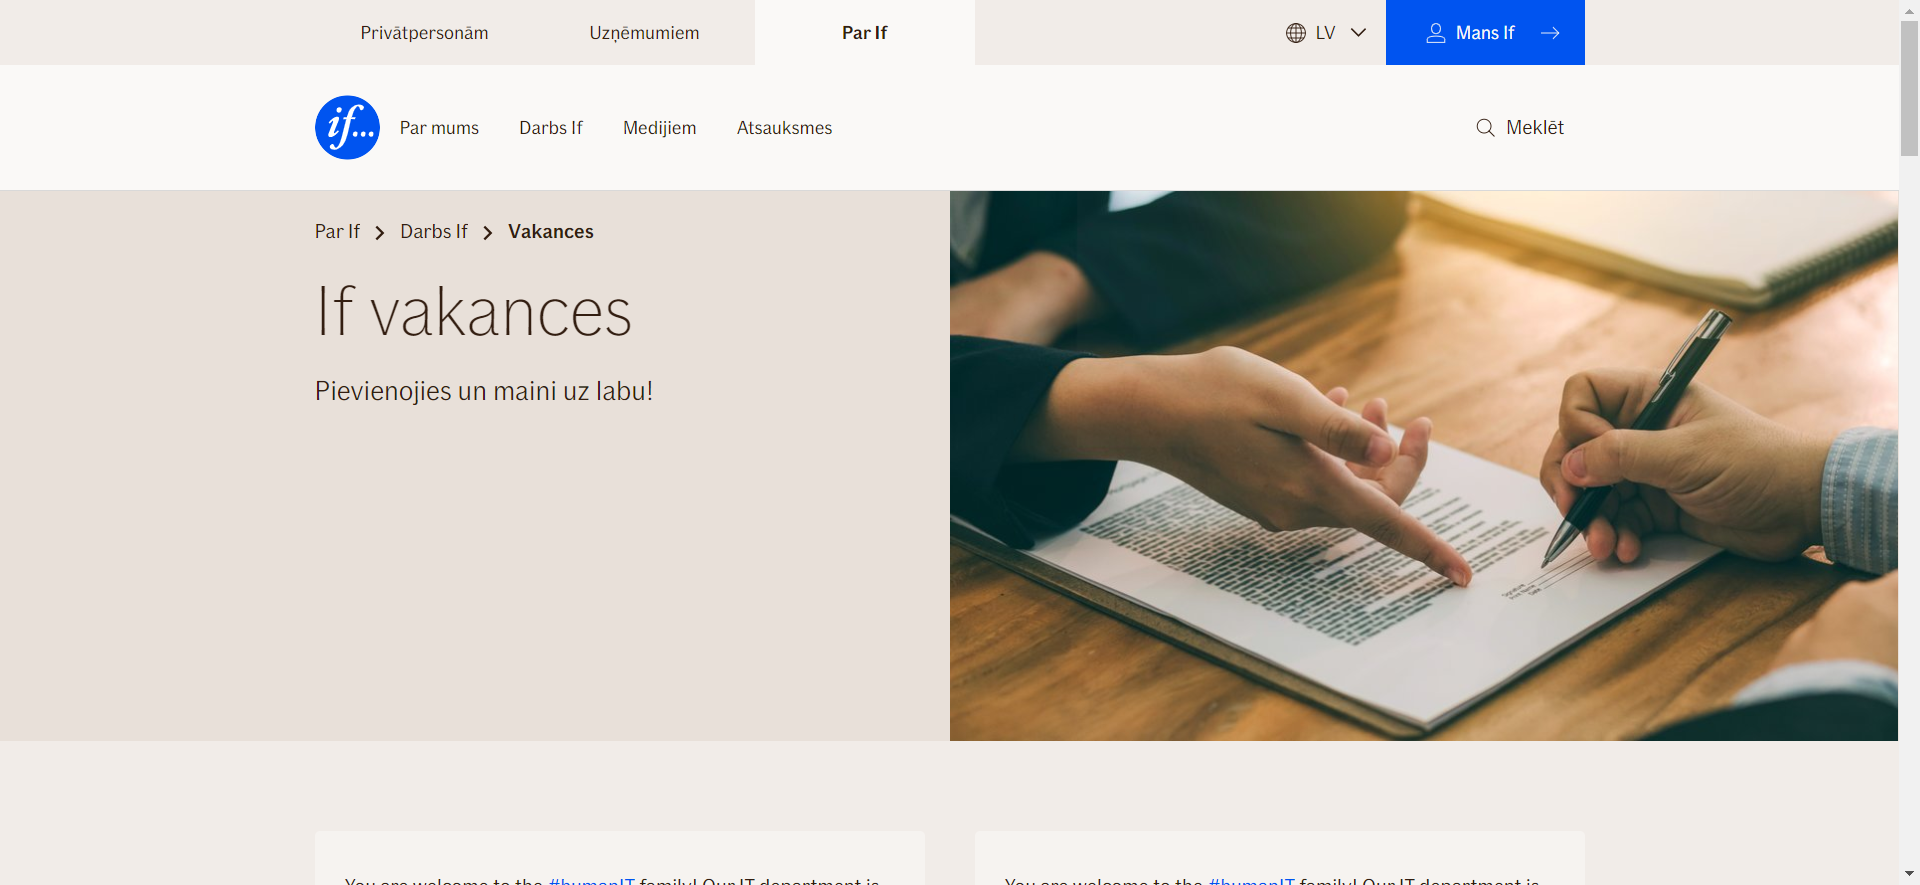 Privātpersonām
Uzņēmumiem
Par If
LV
Mans If
if...
Par mums
Darbs If
Medijiem
Atsauksmes
Meklēt
Par If > Darbs If > Vakances
If vakances
Pievienojies un maini uz labu!
You are welcome to the #humanIT family! Our IT department is
You are welcome to the #humanIT family! Our IT department is